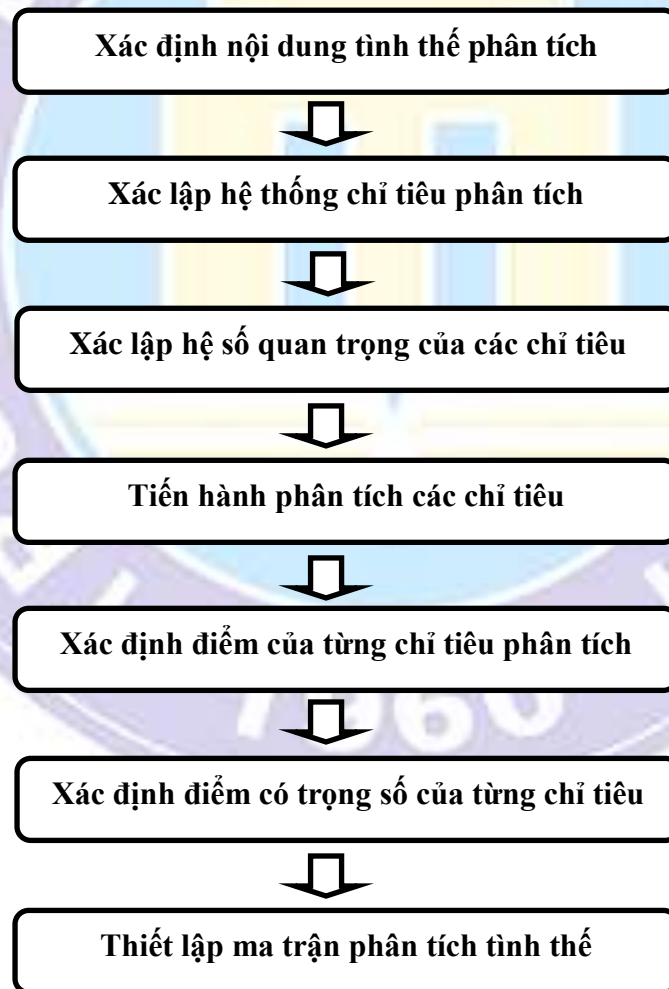 Xác định nội dung tình thế phân tích
Xác lập hệ thống chỉ tiêu phân tích
Xác lập hệ số quan trọng của các chỉ tiêu
Tiến hành phân tích các chỉ tiêu
Xác định điểm của từng chỉ tiêu phân tích
1960
Xác định điểm có trọng số của từng chỉ tiêu
Thiết lập ma trận phân tích tình thế